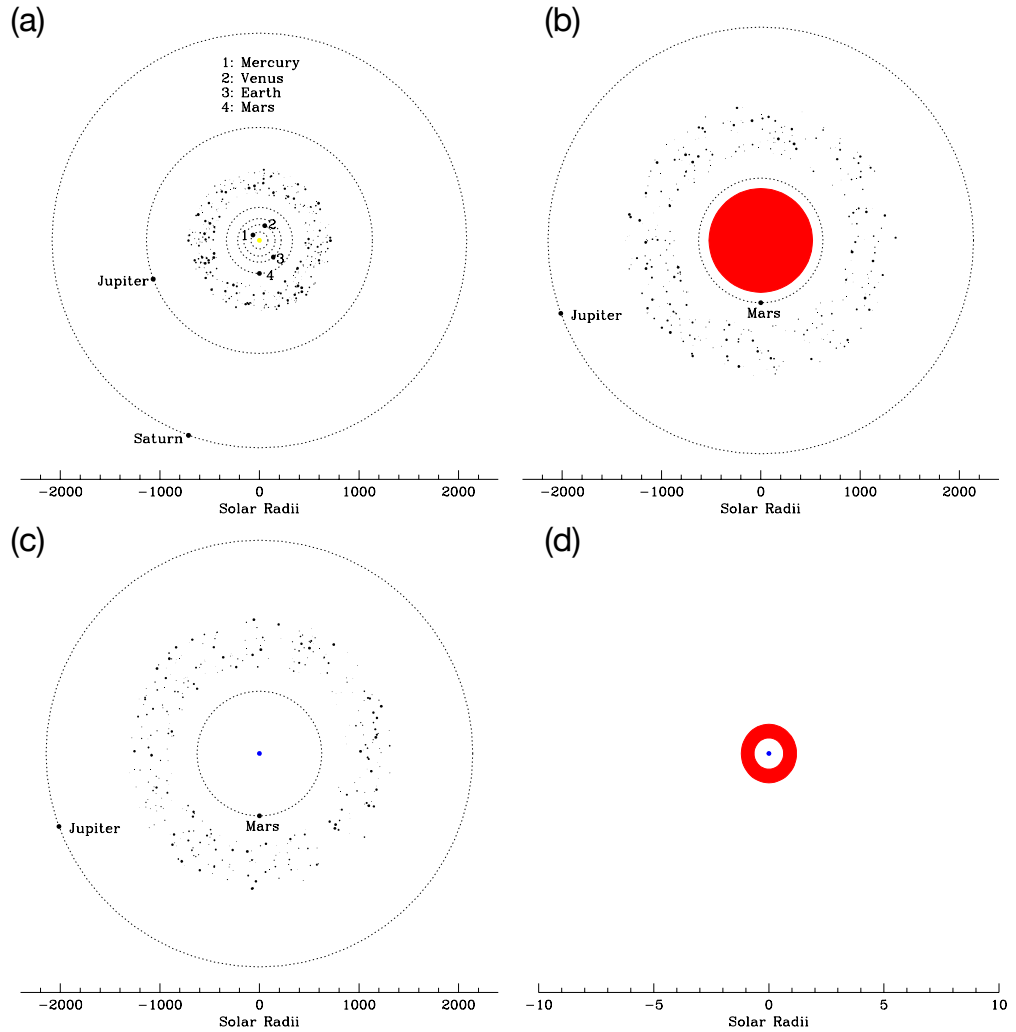 (a)
1: Mercury
2: Venus
3: Earth
4: Mars
1
2
3
4
Jupiter
Saturn
−2000 −1000 0 1000 2000
Solar Radii
(b)
Jupiter
Mars
−2000 −1000 0 1000 2000
Solar Radii
(c)
Jupiter
Mars
−2000 −1000 0 1000 2000
Solar Radii
(d)
−10 −5 0 5 10
Solar Radii